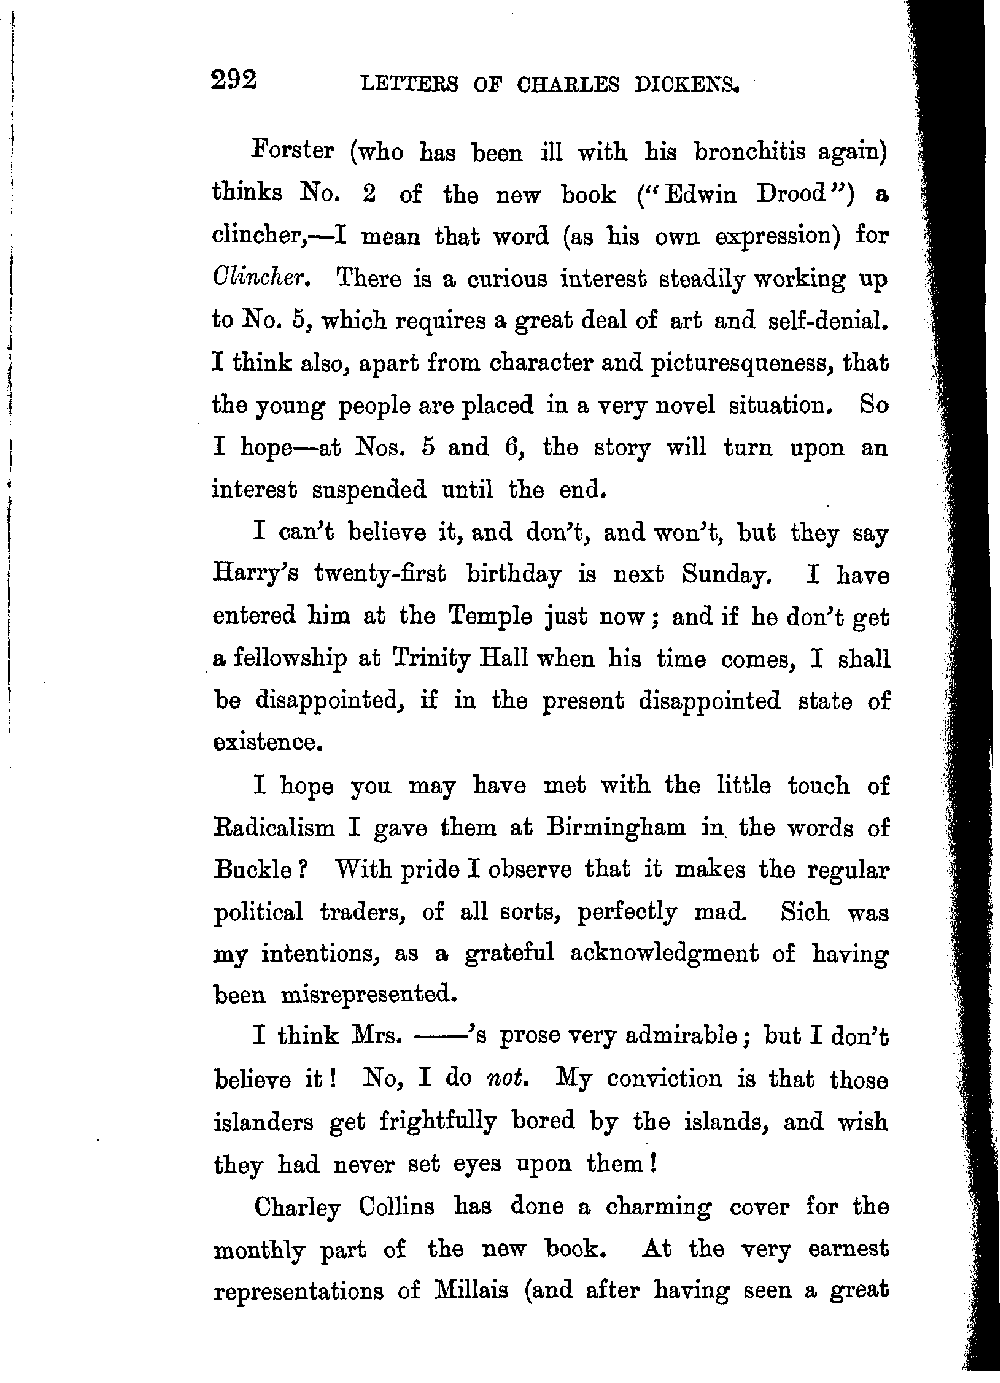 292 LETTERS OF CHARLES DICKENS.
Forster (who has been ill with his bronchitis again)
thinks No. 2 of the new book (“Edwin Drood”) a
clincher,—I mean that word (as his own expression) for
Clincher. There is a curious interest steadily working up
to No. 5, which requires a great deal of art and self-denial.
I think also, apart from character and picturesqueness, that
the young people are placed in a very novel situation. So
I hope—at Nos. 5 and 6, the story will turn upon an
interest suspended until the end.
I can’t believe it, and don’t, and won’t, but they say
Harry’s twenty-first birthday is next Sunday. I have
entered him at the Temple just now; and if he don’t get
a fellowship at Trinity Hall when his time comes, I shall
be disappointed, if in the present disappointed state of
existence.
I hope you may have met with the little touch of
Radicalism I gave them at Birmingham in the words of
Buckle? With pride I observe that it makes the regular
political traders, of all sorts, perfectly mad. Sich was
my intentions, as a grateful acknowledgment of having
been misrepresented.
I think Mrs. ——’s prose very admirable; but I don’t
believe it! No, I do not. My conviction is that those
islanders get frightfully bored by the islands, and wish
they had never set eyes upon them!
Charley Collins has done a charming cover for the
monthly part of the new book. At the very earnest
representations of Millais (and after having seen a great